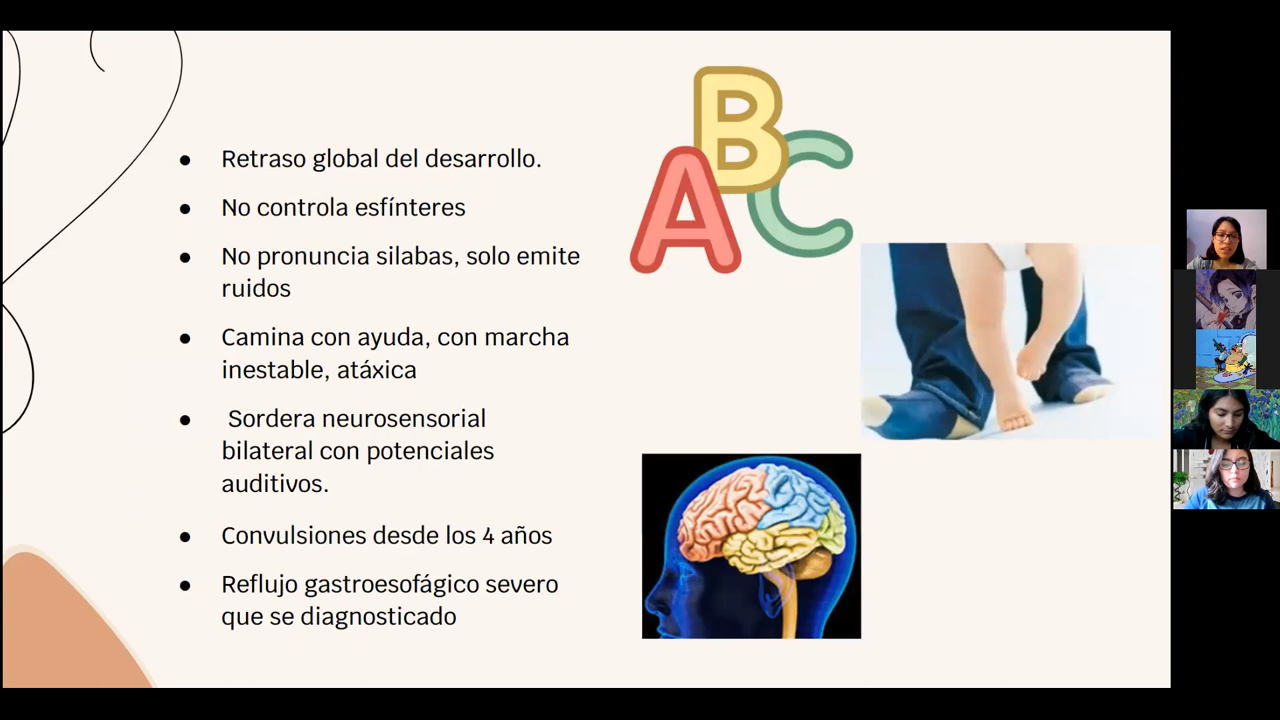 ● Retraso global del desarrollo.
● No controla esfínteres
● No pronuncia silabas, solo emite
ruidos
● Camina con ayuda, con marcha
inestable, atáxica
● Sordera neurosensorial
bilateral con potenciales
auditivos.
● Convulsiones desde los 4 años
● Reflujo gastroesofágico severo
que se diagnosticado
A
B
C